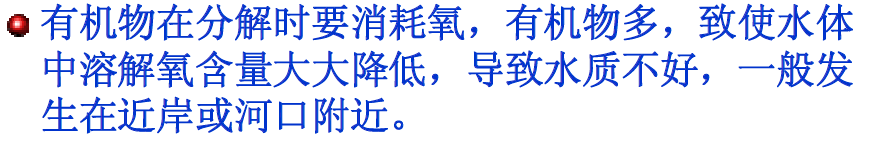 有机物在分解时要消耗氧，有机物多，致使水体
中溶解氧含量大大降低，导致水质不好，一般发
生在近岸或河口附近。